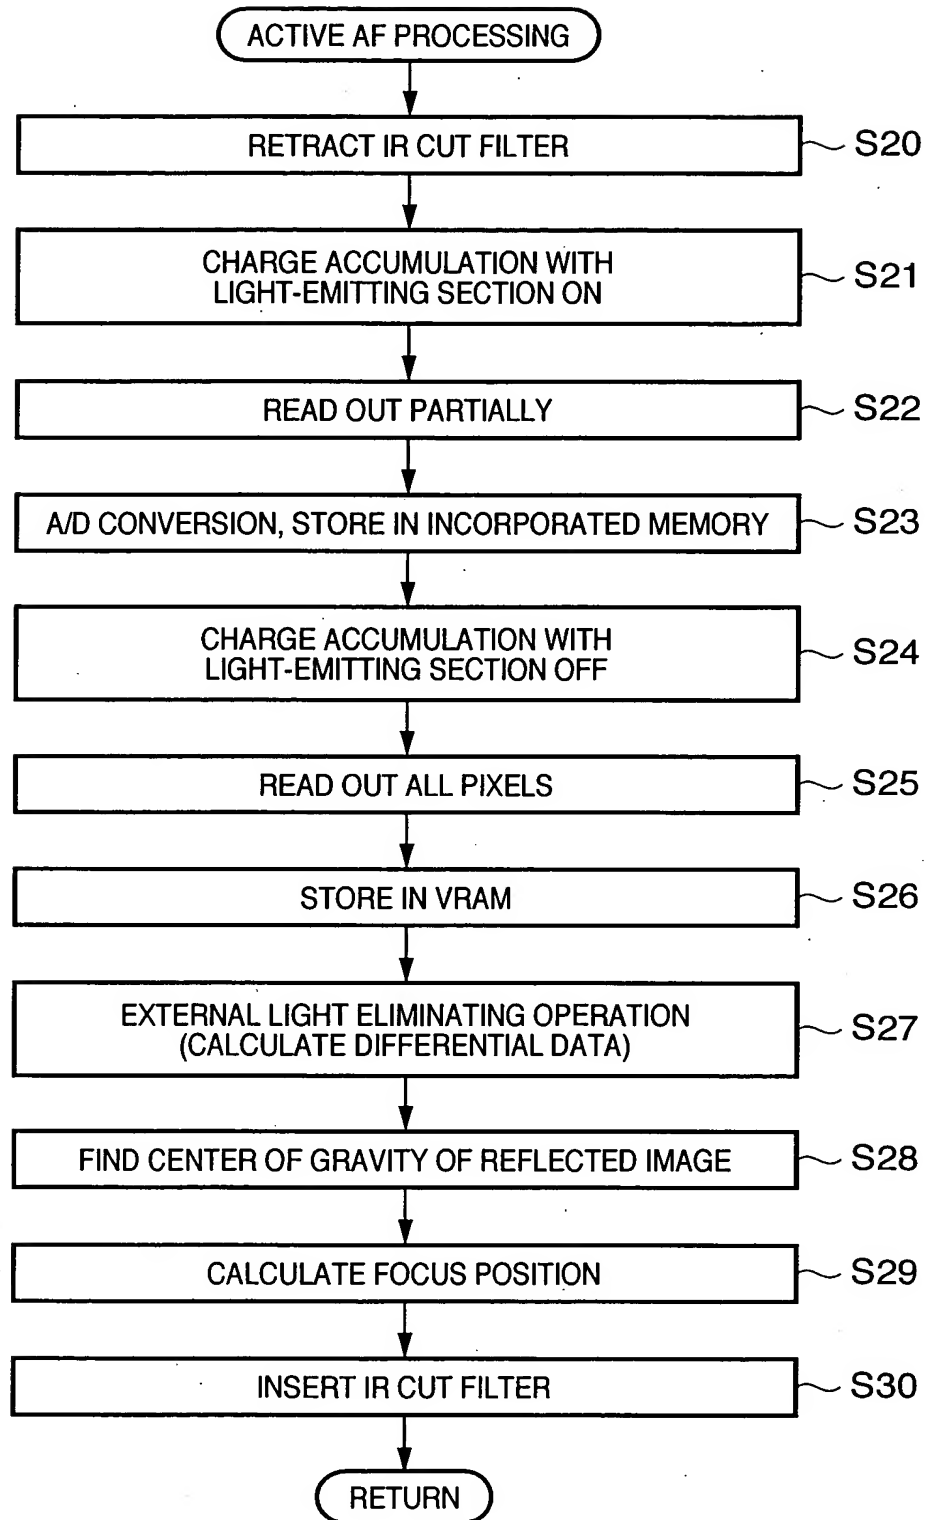 ACTIVE AF PROCESSING
RETRACT IR CUT FILTER
S20
CHARGE ACCUMULATION WITH
LIGHT-EMITTING SECTION ON
S21
READ OUT PARTIALLY
S22
A/D CONVERSION, STORE IN INCORPORATED MEMORY
S23
CHARGE ACCUMULATION WITH
LIGHT-EMITTING SECTION OFF
S24
READ OUT ALL PIXELS
S25
STORE IN VRAM
S26
EXTERNAL LIGHT ELIMINATING OPERATION
(CALCULATE DIFFERENTIAL DATA)
S27
FIND CENTER OF GRAVITY OF REFLECTED IMAGE
S28
CALCULATE FOCUS POSITION
S29
INSERT IR CUT FILTER
S30
RETURN